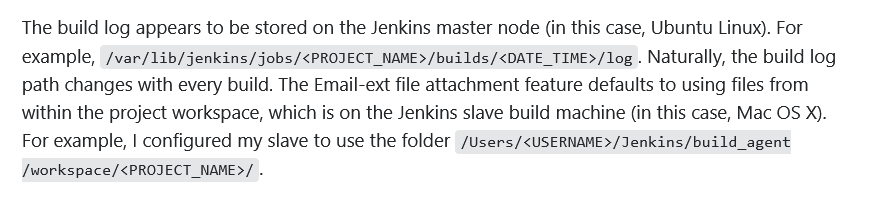 The build log appears to be stored on the Jenkins master node (in this case, Ubuntu Linux). For
example, /var/lib/jenkins/jobs/<PROJECT_NAME>/builds/<DATE_TIME>/log . Naturally, the build log
path changes with every build. The Email-ext file attachment feature defaults to using files from
within the project workspace, which is on the Jenkins slave build machine (in this case, Mac OS X).
For example, I configured my slave to use the folder /Users/<USERNAME>/Jenkins/build_agent
/workspace/<PROJECT_NAME>/ .